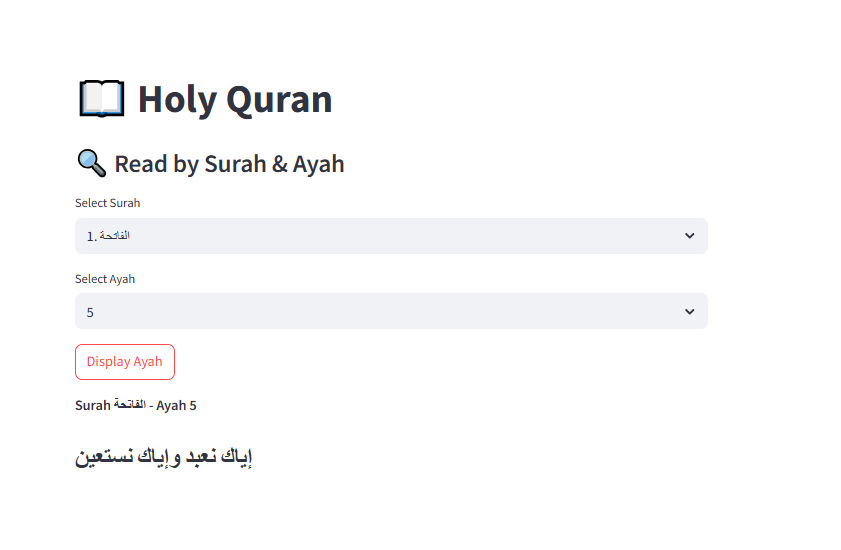 📖 Holy Quran
🔍 Read by Surah & Ayah
Select Surah
1. الفاتحة
Select Ayah
5
Display Ayah
Surah الفاتحة - Ayah 5
إياك نعبد وإياك نستعين